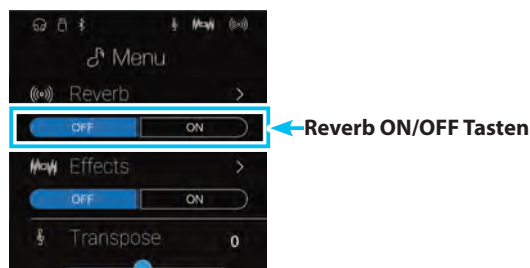 Menu
Reverb
OFF ON
Reverb ON/OFF Tasten
Effects
OFF ON
Transpose 0